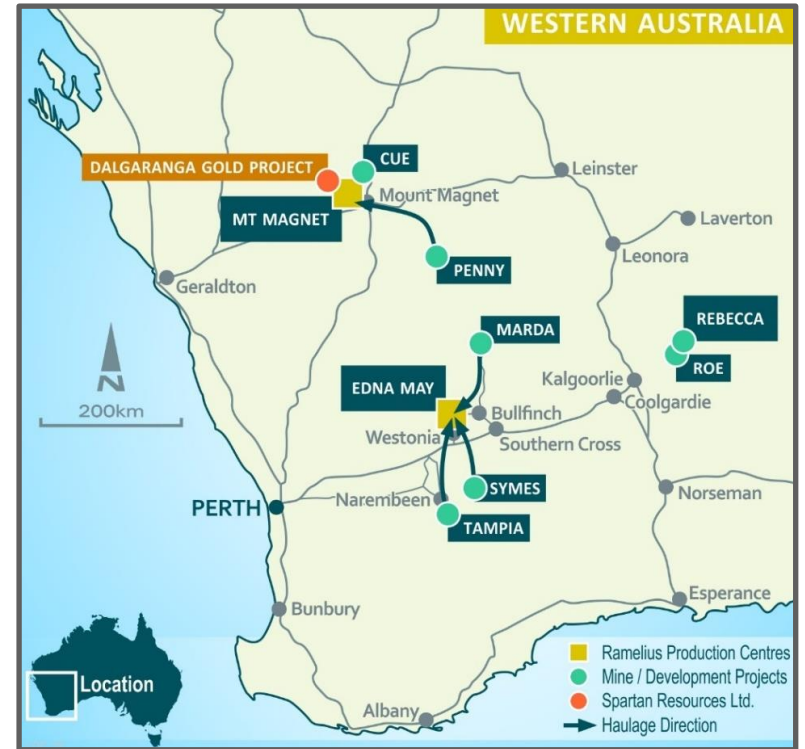 WESTERN AUSTRALIA
CUE
DALGARANGA GOLD PROJECT
Leinster
Mount Magnet
MT MAGNET
Laverton
Leonora
PENNY
Geraldton
REBECCA
MARDA
ROE
N
200km
EDNA MAY
Kalgoorlie
Coolgardie
Bullfinch
Westonia
Southern Cross
SYMES
Norseman
PERTH
Narembeen
TAMPIA
Esperance
Bunbury
Ramelius Production Centres
Mine / Development Projects
Location
Spartan Resources Ltd.
Albany
Haulage Direction